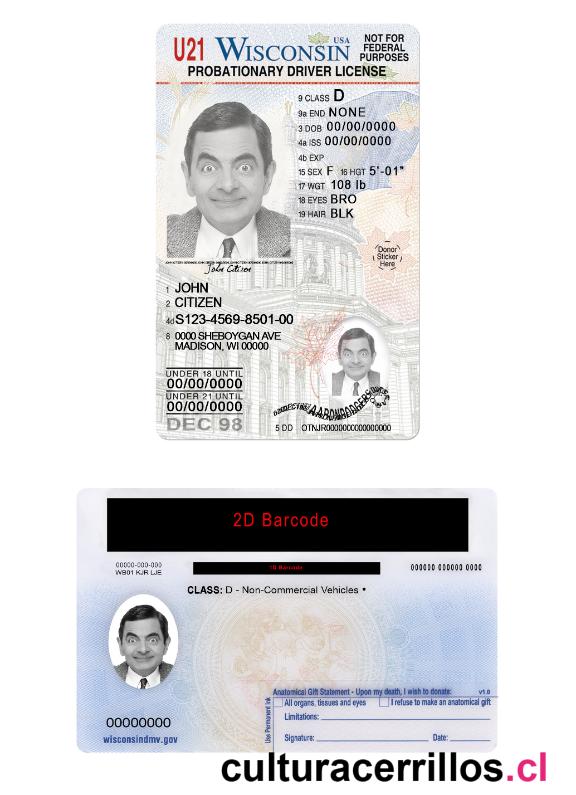 U21 WISCONSIN USA
NOT FOR
FEDERAL
PURPOSES
PROBATIONARY DRIVER LICENSE
9 CLASS D
9a END NONE
3 DOB 00/00/0000
4a ISS 00/00/0000
4b EXP
15 SEX F 16 HGT 5'-01"
17 WGT 108 lb
18 EYES BRO
19 HAIR BLK
Donor
Sticker
Here
John Citizen
1 JOHN
2 CITIZEN
4d S123-4569-8501-00
8 0000 SHEBOYGAN AVE
MADISON, WI 00000
UNDER 18 UNTIL
00/00/0000
UNDER 21 UNTIL
00/00/0000
DEC 98
5 DD OTNJR0000000000000000
2D Barcode
00000-000-000
WB01 KJR LJE
1D Barcode
000000 000000 0000
CLASS: D - Non-Commercial Vehicles •
Anatomical Gift Statement - Upon my death, I wish to donate: v1.0
All organs, tissues and eyes
I refuse to make an anatomical gift
Limitations:
Use Permanent Ink
Signature: Date:
00000000
wisconsindmv.gov
culturacerrillos.cl